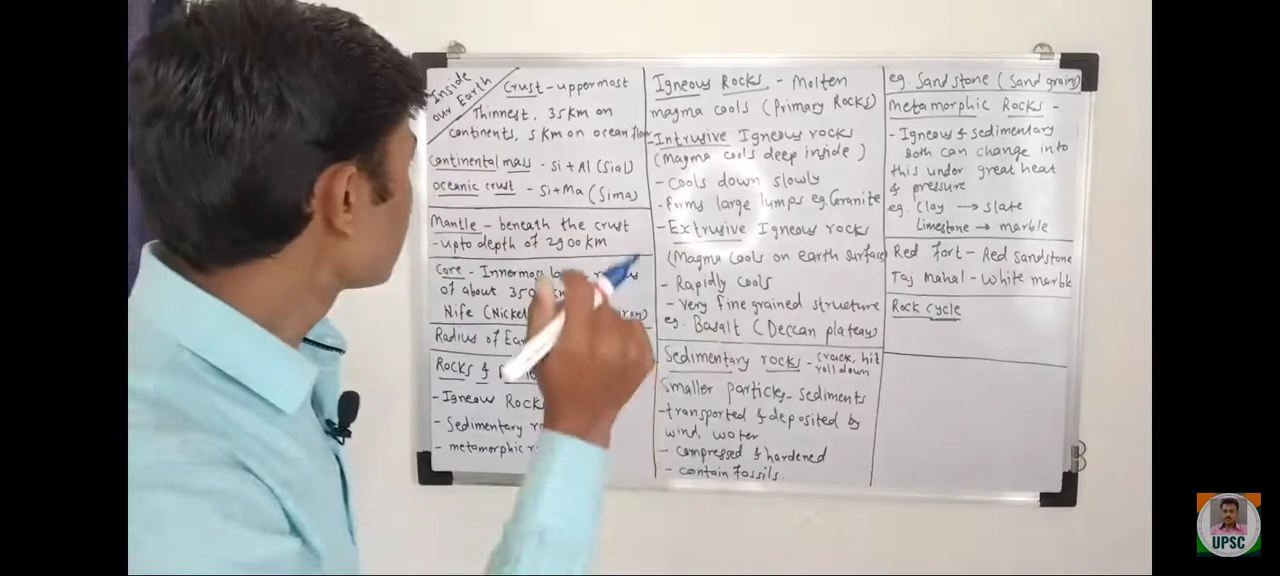 Inside
our Earth
Crust - uppermost
Thinnest, 35km on
continents, 5 km on ocean floor
continental mass - Si + Al (Sial)
oceanic crust - Si + Ma (Sima)
Mantle - beneath the crust
- upto depth of 2900 km
Core - Innermost
of about
Nife (Nickel iron)
Radius of
Rocks &
- Igneow Rocks
- Sedimentary
- metamorphic
Igneous Rocks - Molten
magma cools (Primary Rocks)
- Intrusive Igneous rocks
(Magma cools deep inside)
- Cools down slowly
- forms large lumps eg. Granite
- Extrusive Igneous rocks
(Magma cools on earth surface
- Rapidly cools
- very fine grained structure
eg. Basalt (Deccan plateau)
Sedimentary rocks - crack, hit
roll down
Smaller particles - sediments
- transported & deposited by
wind, water
- compressed & hardened
- contain fossils.
eg. Sandstone (Sand grains)
Metamorphic Rocks -
- Igneous & sedimentary
Both can change into
this under great heat
& pressure
eg. Clay → slate
Limestone → marble
Red Fort - Red sandstone
Taj Mahal - White marble
Rock cycle
UPSC